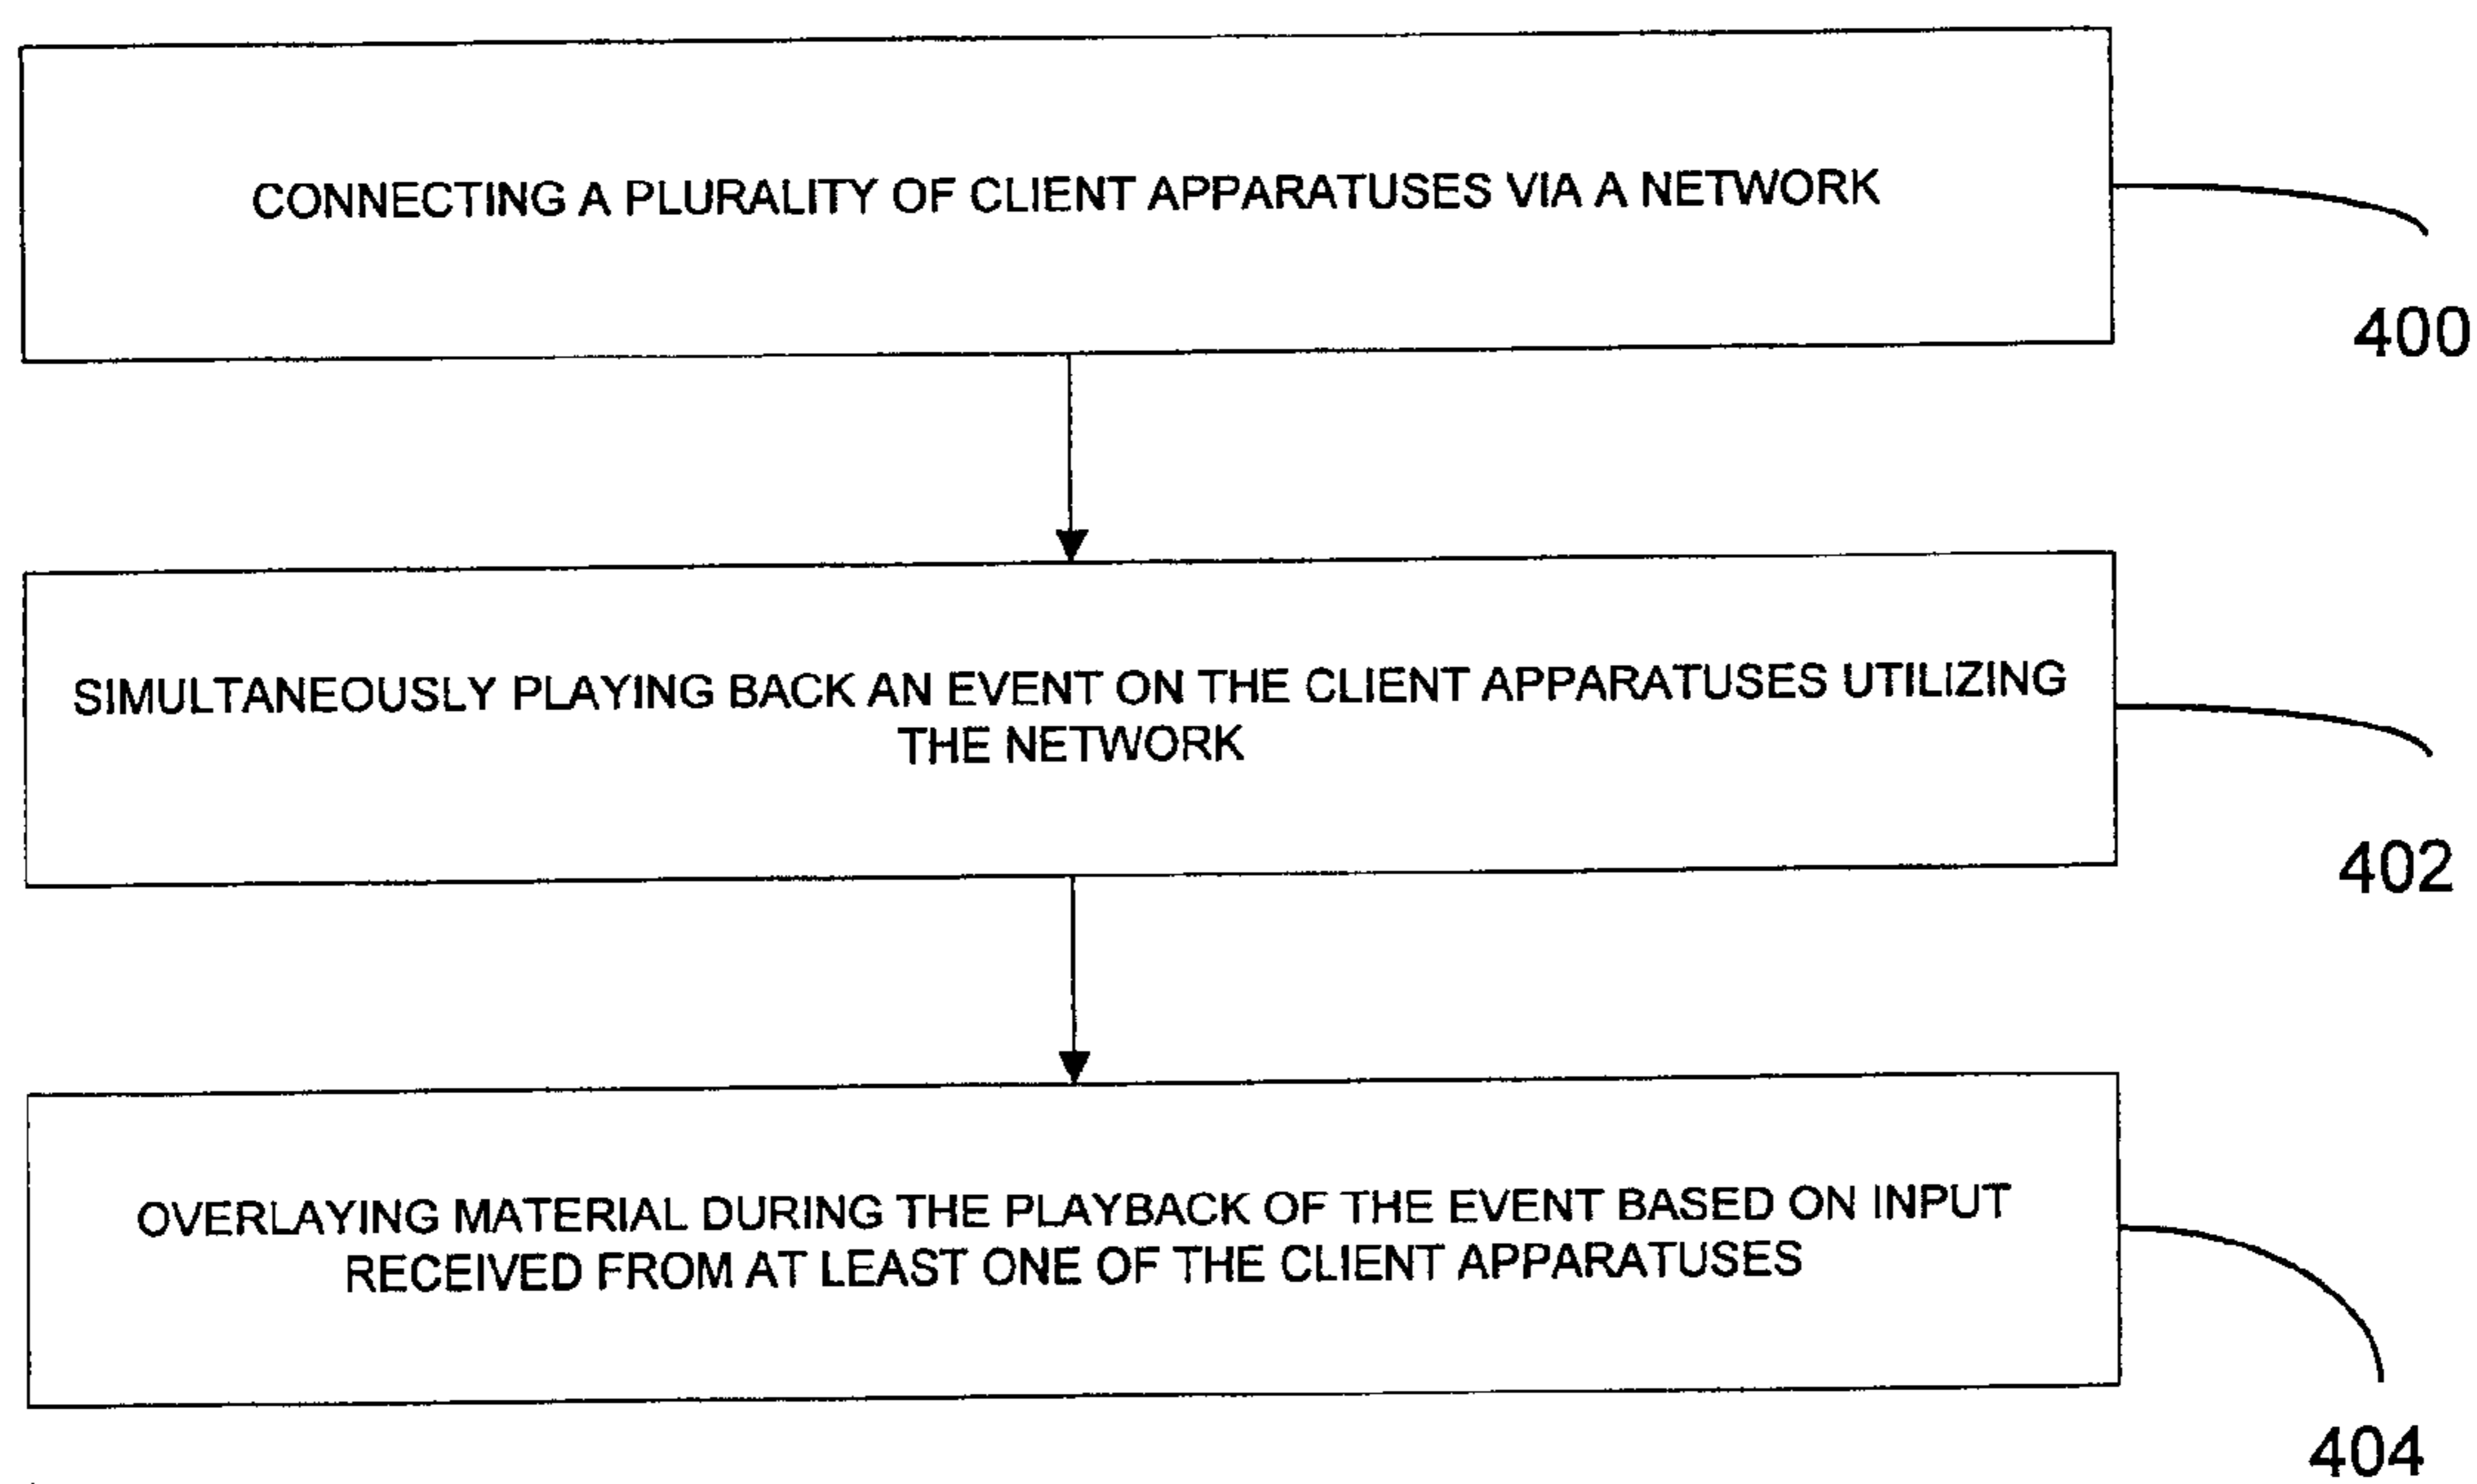 CONNECTING A PLURALITY OF CLIENT APPARATUSES VIA A NETWORK
400
SIMULTANEOUSLY PLAYING BACK AN EVENT ON THE CLIENT APPARATUSES UTILIZING
THE NETWORK
402
OVERLAYING MATERIAL DURING THE PLAYBACK OF THE EVENT BASED ON INPUT
RECEIVED FROM AT LEAST ONE OF THE CLIENT APPARATUSES
404